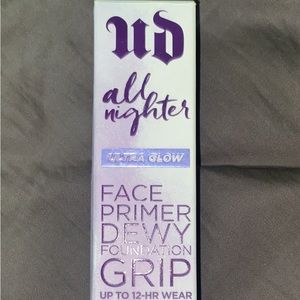 UD
all
nighter
ULTRA GLOW
FACE
PRIMER
DEWY
FOUNDATION
GRIP
UP TO 12-HR WEAR